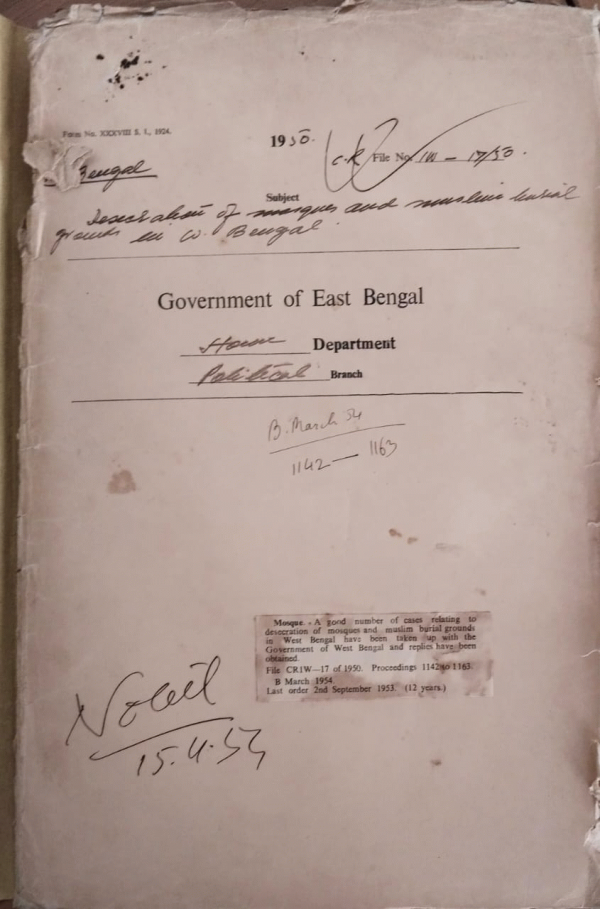 Form No. XXXVIII S. I., 1924.
1950.
C.R. File No. IW - 17/50.
Bengal
Subject
Desecration of mosques and muslim burial
grounds in W. Bengal.
Government of East Bengal
Home Department
Political Branch
B. March 54
1142 — 1163
Mosque. - A good number of cases relating to
desecration of mosques and muslim burial grounds
in West Bengal have been taken up with the
Government of West Bengal and replies have been
obtained.
File CR1W—17 of 1950. Proceedings 1142 to 1163.
B March 1954.
Last order 2nd September 1953. (12 years.)
15.4.54